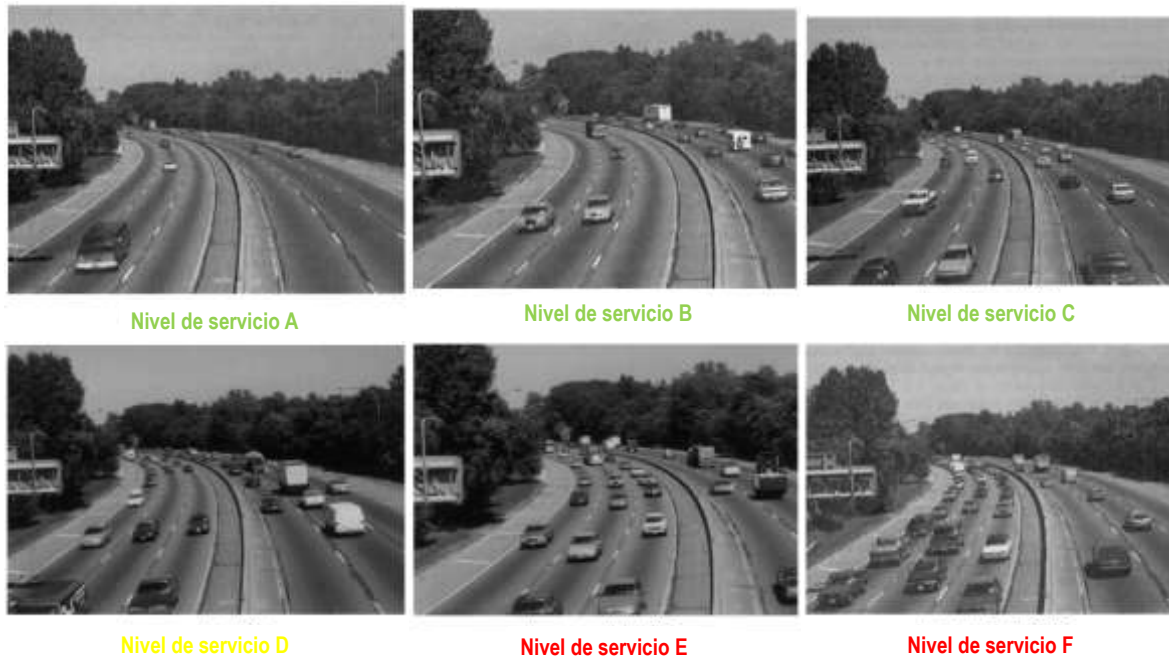 Nivel de servicio A
Nivel de servicio B
Nivel de servicio C
Nivel de servicio D
Nivel de servicio E
Nivel de servicio F